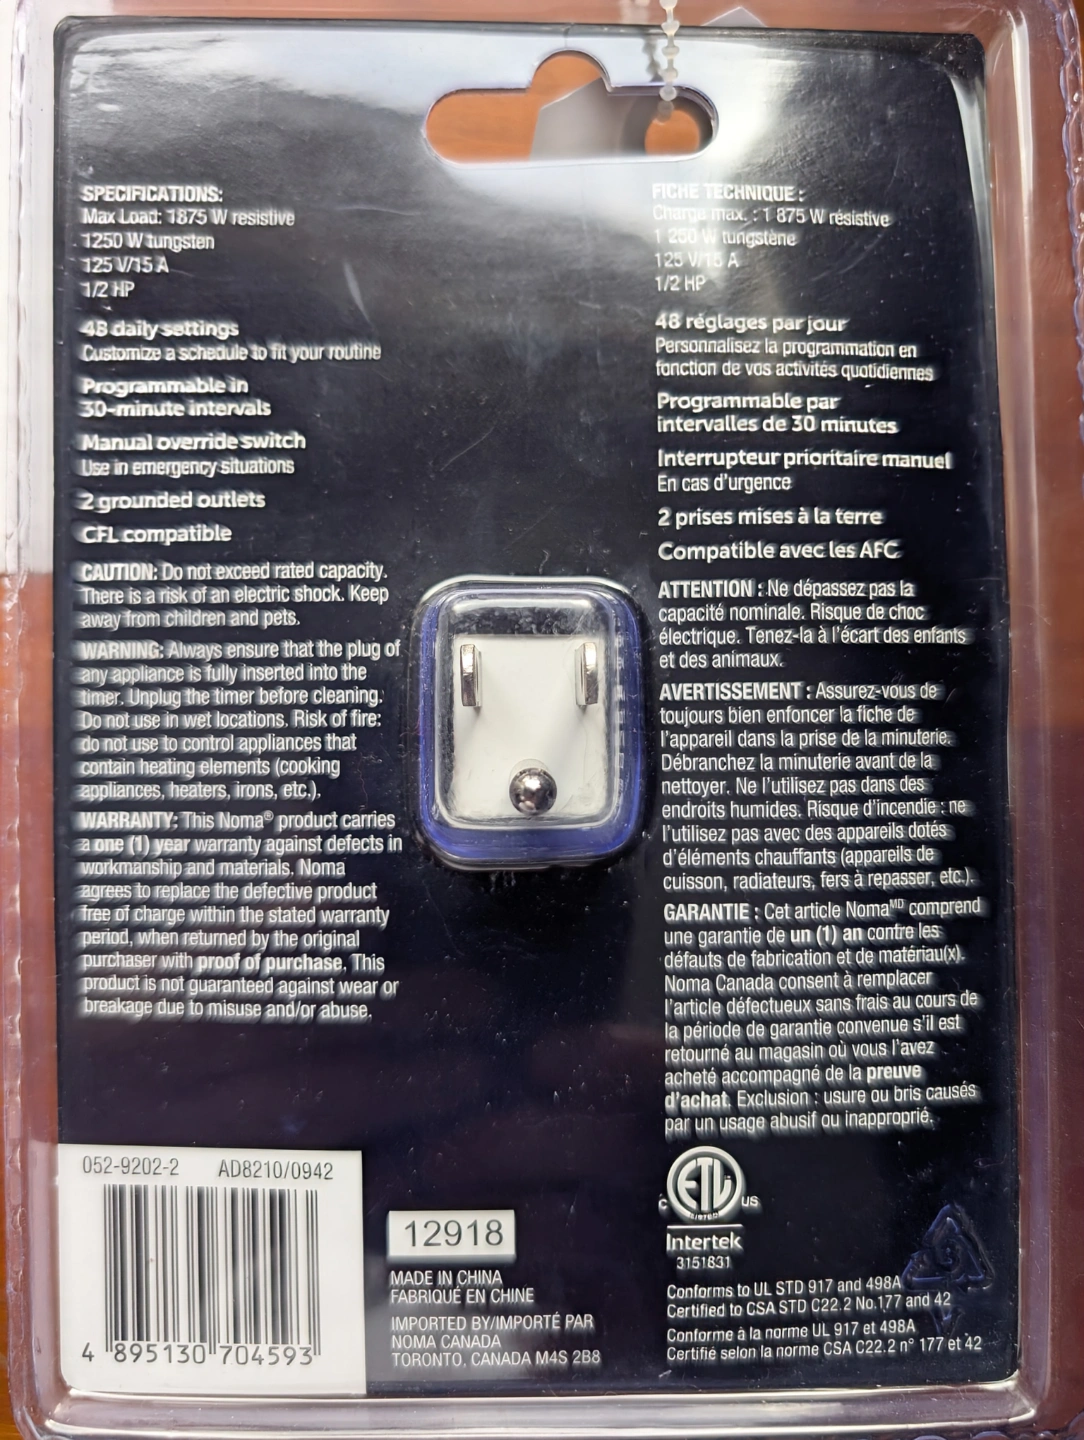 SPECIFICATIONS:
Max Load: 1875 W resistive
1250 W tungsten
125 V/15 A
1/2 HP
48 daily settings
Customize a schedule to fit your routine
Programmable in
30-minute intervals
Manual override switch
Use in emergency situations
2 grounded outlets
CFL compatible
CAUTION: Do not exceed rated capacity.
There is a risk of an electric shock. Keep
away from children and pets.
WARNING: Always ensure that the plug of
any appliance is fully inserted into the
timer. Unplug the timer before cleaning.
Do not use in wet locations. Risk of fire:
do not use to control appliances that
contain heating elements (cooking
appliances, heaters, irons, etc.).
WARRANTY: This Noma® product carries
a one (1) year warranty against defects in
workmanship and materials. Noma
agrees to replace the defective product
free of charge within the stated warranty
period, when returned by the original
purchaser with proof of purchase. This
product is not guaranteed against wear or
breakage due to misuse and/or abuse.
FICHE TECHNIQUE :
Charge max. : 1 875 W résistive
1 250 W tungstène
125 V/15 A
1/2 HP
48 réglages par jour
Personnalisez la programmation en
fonction de vos activités quotidiennes
Programmable par
intervalles de 30 minutes
Interrupteur prioritaire manuel
En cas d'urgence
2 prises mises à la terre
Compatible avec les AFC
ATTENTION : Ne dépassez pas la
capacité nominale. Risque de choc
électrique. Tenez-la à l'écart des enfants
et des animaux.
AVERTISSEMENT : Assurez-vous de
toujours bien enfoncer la fiche de
l'appareil dans la prise de la minuterie.
Débranchez la minuterie avant de la
nettoyer. Ne l'utilisez pas dans des
endroits humides. Risque d'incendie : ne
l'utilisez pas avec des appareils dotés
d'éléments chauffants (appareils de
cuisson, radiateurs, fers à repasser, etc.).
GARANTIE : Cet article Noma MD comprend
une garantie de un (1) an contre les
défauts de fabrication et de matériau(x).
Noma Canada consent à remplacer
l'article défectueux sans frais au cours de
la période de garantie convenue s'il est
retourné au magasin où vous l'avez
acheté accompagné de la preuve
d'achat. Exclusion : usure ou bris causés
par un usage abusif ou inapproprié.
052-9202-2 AD8210/0942
4 895130 704593
12918
MADE IN CHINA
FABRIQUÉ EN CHINE
IMPORTED BY/IMPORTÉ PAR
NOMA CANADA
TORONTO, CANADA M4S 2B8
C ETL US
LISTED
Intertek
3151831
Conforms to UL STD 917 and 498A
Certified to CSA STD C22.2 No.177 and 42
Conforme à la norme UL 917 et 498A
Certifié selon la norme CSA C22.2 n° 177 et 42